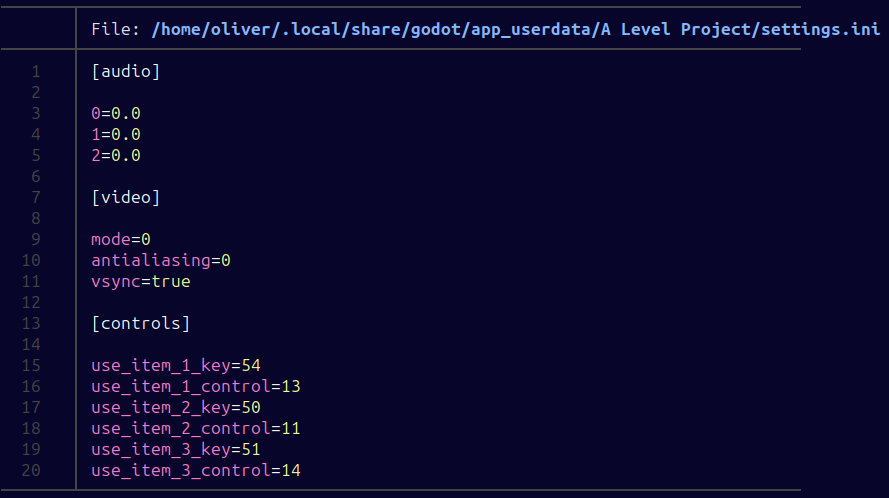 File: /home/oliver/.local/share/godot/app_userdata/A Level Project/settings.ini
1 [audio]
2
3 0=0.0
4 1=0.0
5 2=0.0
6
7 [video]
8
9 mode=0
10 antialiasing=0
11 vsync=true
12
13 [controls]
14
15 use_item_1_key=54
16 use_item_1_control=13
17 use_item_2_key=50
18 use_item_2_control=11
19 use_item_3_key=51
20 use_item_3_control=14